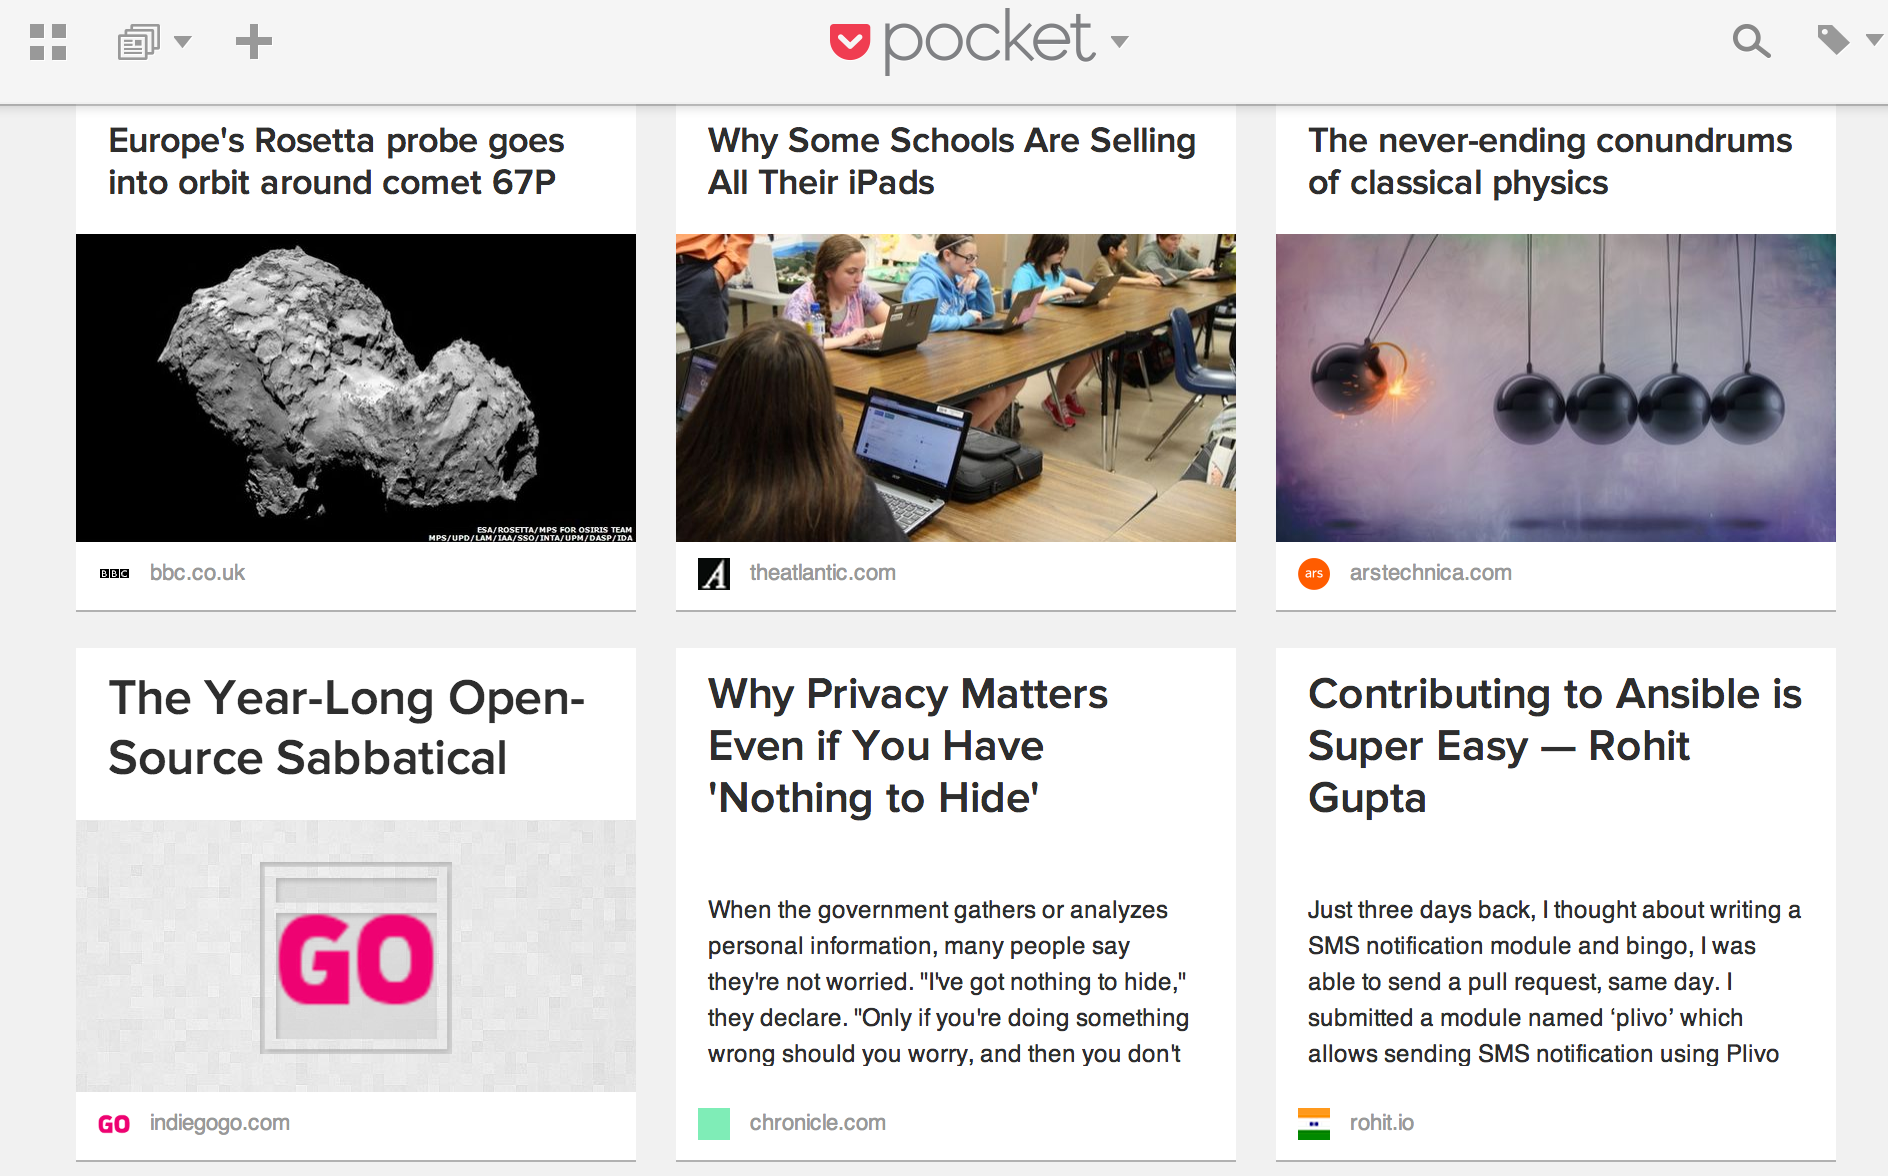 pocket
Europe's Rosetta probe goes
into orbit around comet 67P
ESA/ROSETTA/MPS FOR OSIRIS TEAM
MPS/UPD/LAM/IAA/SSO/INTA/UPM/DASP/IDA
BBC bbc.co.uk
Why Some Schools Are Selling
All Their iPads
A theatlantic.com
The never-ending conundrums
of classical physics
ars arstechnica.com
The Year-Long Open-
Source Sabbatical
GO
GO indiegogo.com
Why Privacy Matters
Even if You Have
'Nothing to Hide'
When the government gathers or analyzes
personal information, many people say
they're not worried. "I've got nothing to hide,"
they declare. "Only if you're doing something
wrong should you worry, and then you don't
chronicle.com
Contributing to Ansible is
Super Easy — Rohit
Gupta
Just three days back, I thought about writing a
SMS notification module and bingo, I was
able to send a pull request, same day. I
submitted a module named ‘plivo’ which
allows sending SMS notification using Plivo
rohit.io